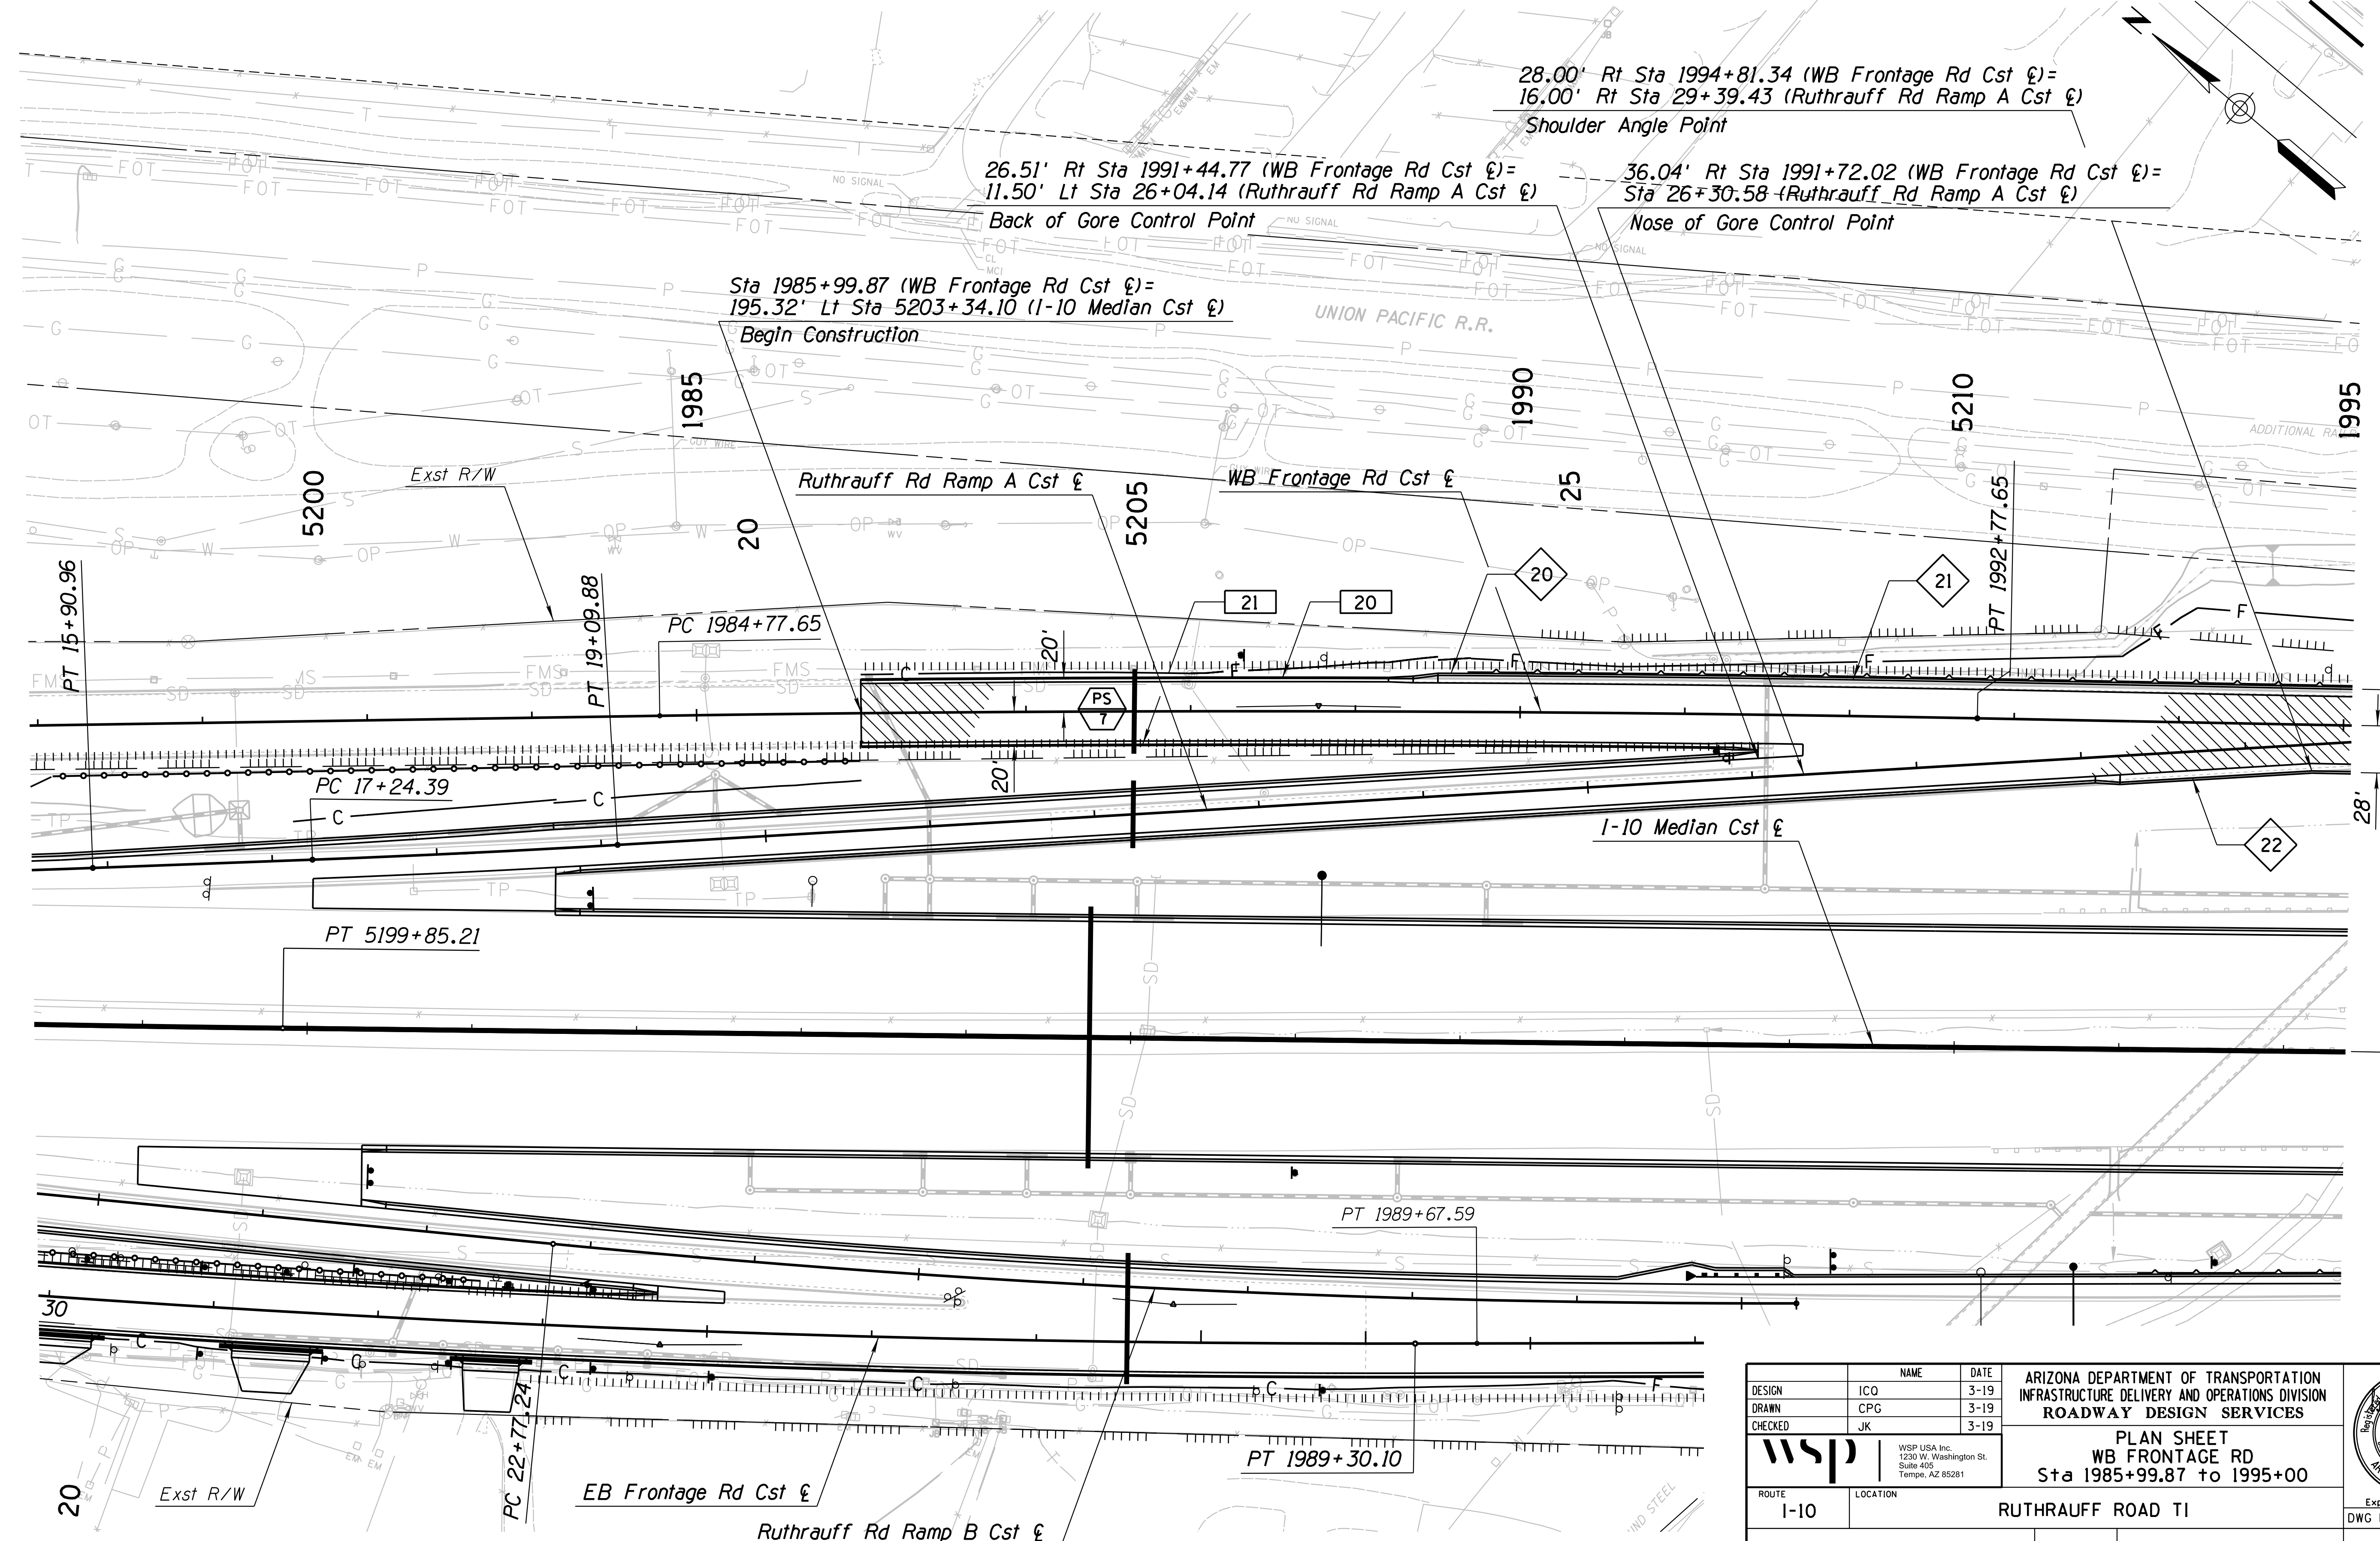 N
28.00' Rt Sta 1994+81.34 (WB Frontage Rd Cst ℄)=
16.00' Rt Sta 29+39.43 (Ruthrauff Rd Ramp A Cst ℄)
Shoulder Angle Point
26.51' Rt Sta 1991+44.77 (WB Frontage Rd Cst ℄)=
11.50' Lt Sta 26+04.14 (Ruthrauff Rd Ramp A Cst ℄)
Back of Gore Control Point
36.04' Rt Sta 1991+72.02 (WB Frontage Rd Cst ℄)=
Sta 26+30.58 (Ruthrauff Rd Ramp A Cst ℄)
Nose of Gore Control Point
NO SIGNAL
NO SIGNAL
NO SIGNAL
CL
MCI
Sta 1985+99.87 (WB Frontage Rd Cst ℄)=
195.32' Lt Sta 5203+34.10 (I-10 Median Cst ℄)
Begin Construction
UNION PACIFIC R.R.
1985
1990
5210
1995
GUY WIRE
GUY WIRE
5200
Exst R/W
20
Ruthrauff Rd Ramp A Cst ℄
5205
WB Frontage Rd Cst ℄
25
PT 1992+77.65
PT 15+90.96
PT 19+09.88
PC 1984+77.65
20'
21
20
20
21
PS
7
20'
PC 17+24.39
I-10 Median Cst ℄
28'
22
PT 5199+85.21
PT 1989+67.59
30
PT 1989+30.10
20
Exst R/W
PC 22+77.24
EB Frontage Rd Cst ℄
Ruthrauff Rd Ramp B Cst ℄
NAME DATE
DESIGN ICQ 3-19
DRAWN CPG 3-19
CHECKED JK 3-19
ARIZONA DEPARTMENT OF TRANSPORTATION
INFRASTRUCTURE DELIVERY AND OPERATIONS DIVISION
ROADWAY DESIGN SERVICES
wsp
WSP USA Inc.
1230 W. Washington St.
Suite 405
Tempe, AZ 85281
PLAN SHEET
WB FRONTAGE RD
Sta 1985+99.87 to 1995+00
ROUTE
I-10
LOCATION
RUTHRAUFF ROAD TI
DWG